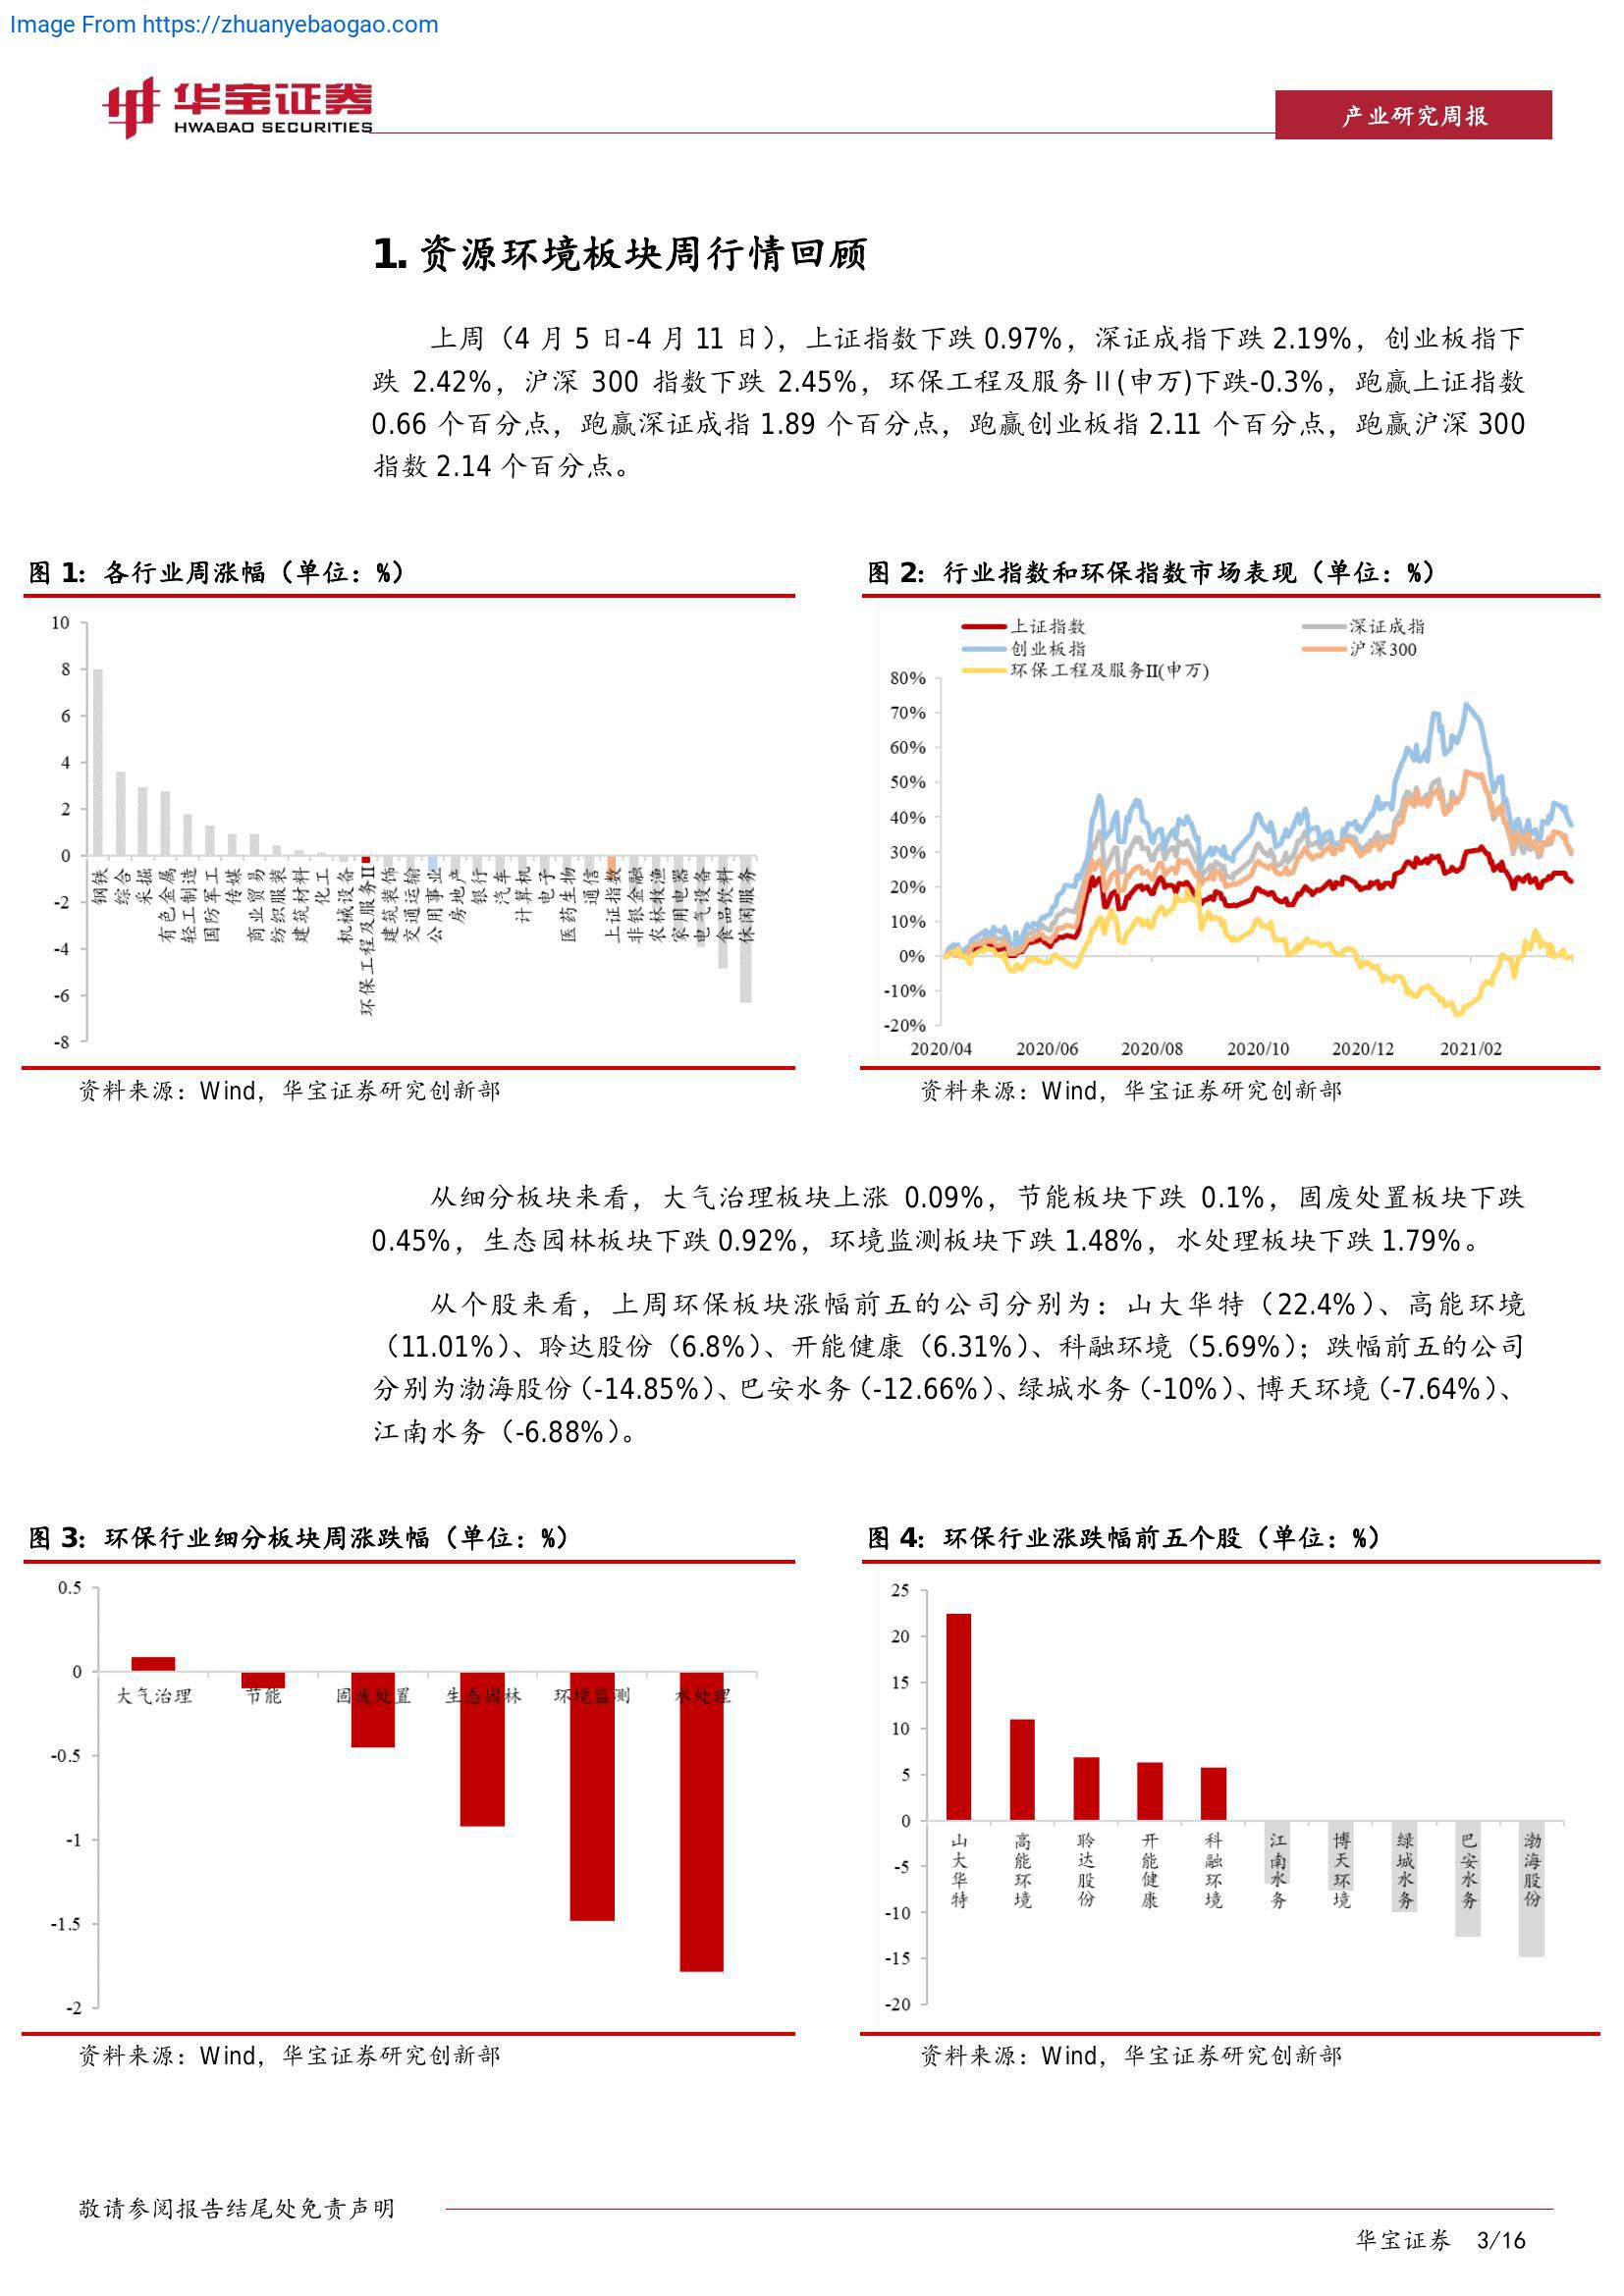 Image From https://zhuanyebaogao.com
华宝证券
HWABAO SECURITIES
产业研究周报
1. 资源环境板块周行情回顾
上周（4 月 5 日-4 月 11 日），上证指数下跌 0.97%，深证成指下跌 2.19%，创业板指下
跌 2.42%，沪深 300 指数下跌 2.45%，环保工程及服务Ⅱ(申万)下跌-0.3%，跑赢上证指数
0.66 个百分点，跑赢深证成指 1.89 个百分点，跑赢创业板指 2.11 个百分点，跑赢沪深 300
指数 2.14 个百分点。
图 1：各行业周涨幅（单位：%）
10
8
6
4
2
0
-2
-4
-6
-8
钢铁
综合
采掘
有色金属
轻工制造
国防军工
传媒
商业贸易
纺织服装
建筑材料
化工
机械设备
环保工程及服务Ⅱ
建筑装饰
交通运输
公用事业
房地产
银行
汽车
计算机
电子
医药生物
通信
上证指数
非银金融
农林牧渔
家用电器
电气设备
食品饮料
休闲服务
资料来源：Wind，华宝证券研究创新部
图 2：行业指数和环保指数市场表现（单位：%）
上证指数
深证成指
创业板指
沪深300
环保工程及服务II(申万)
80%
70%
60%
50%
40%
30%
20%
10%
0%
-10%
-20%
2020/04 2020/06 2020/08 2020/10 2020/12 2021/02
资料来源：Wind，华宝证券研究创新部
从细分板块来看，大气治理板块上涨 0.09%，节能板块下跌 0.1%，固废处置板块下跌
0.45%，生态园林板块下跌 0.92%，环境监测板块下跌 1.48%，水处理板块下跌 1.79%。
从个股来看，上周环保板块涨幅前五的公司分别为：山大华特（22.4%）、高能环境
（11.01%）、聆达股份（6.8%）、开能健康（6.31%）、科融环境（5.69%）；跌幅前五的公司
分别为渤海股份（-14.85%）、巴安水务（-12.66%）、绿城水务（-10%）、博天环境（-7.64%）、
江南水务（-6.88%）。
图 3：环保行业细分板块周涨跌幅（单位：%）
0.5
0
-0.5
-1
-1.5
-2
大气治理 节能 固废处置 生态园林 环境监测 水处理
资料来源：Wind，华宝证券研究创新部
图 4：环保行业涨跌幅前五个股（单位：%）
25
20
15
10
5
0
-5
-10
-15
-20
山大华特
高能环境
聆达股份
开能健康
科融环境
江南水务
博天环境
绿城水务
巴安水务
渤海股份
资料来源：Wind，华宝证券研究创新部
敬请参阅报告结尾处免责声明
华宝证券 3/16